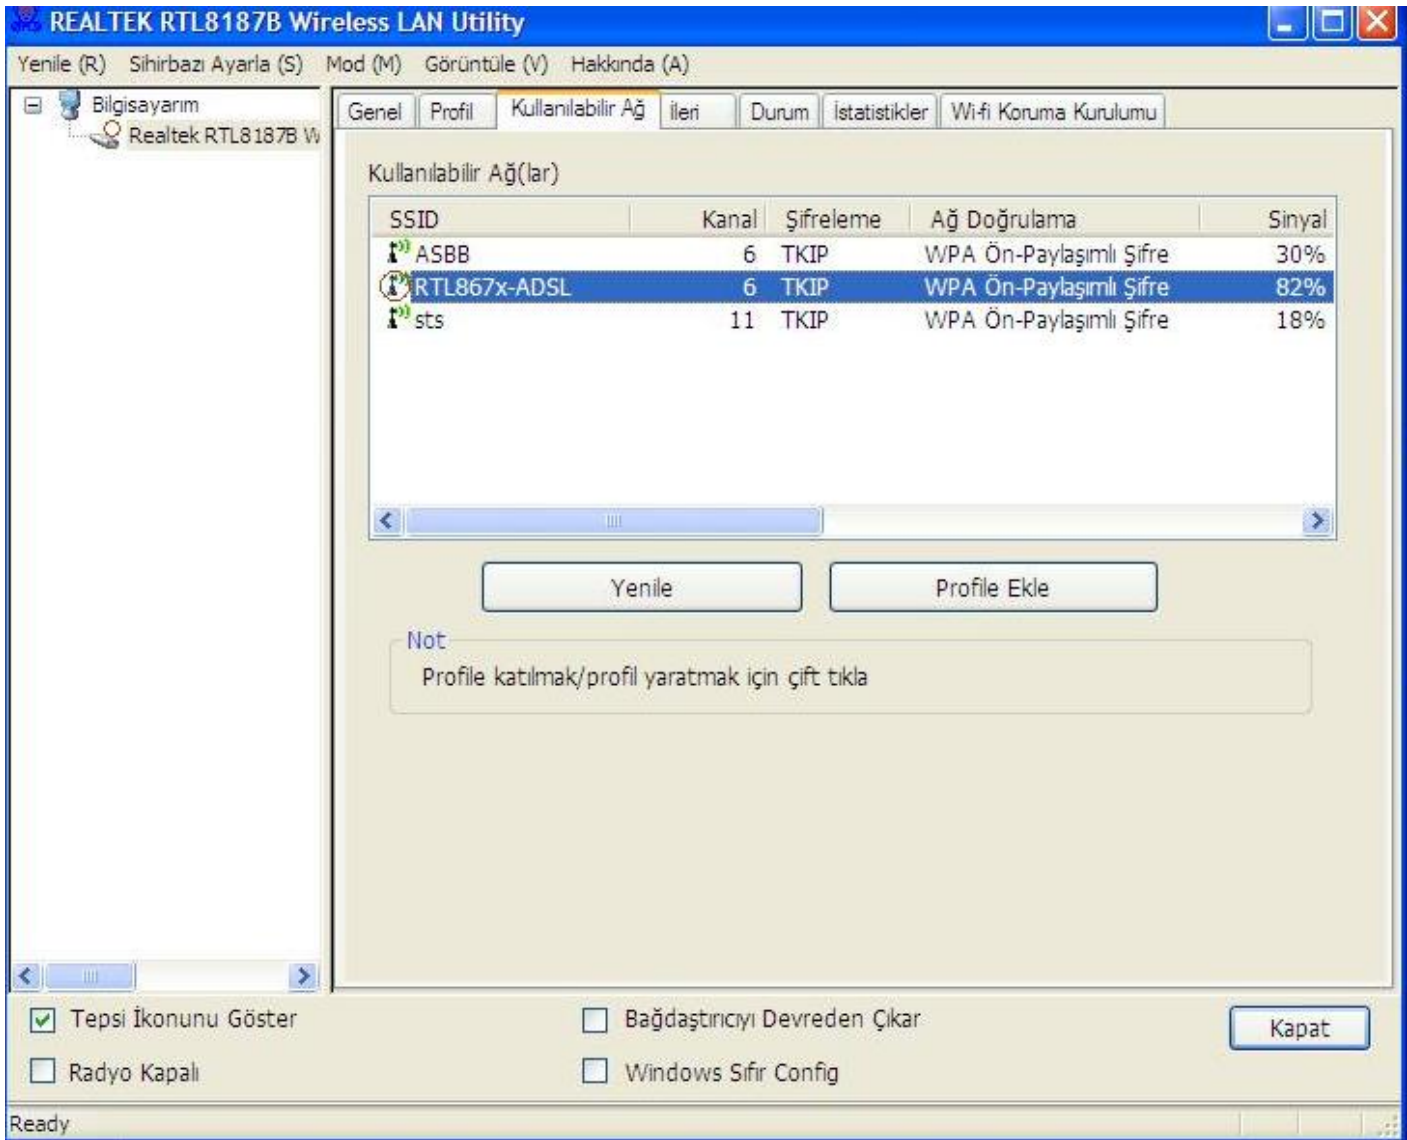 REALTEK RTL8187B Wireless LAN Utility
Yenile (R) Sihirbazı Ayarla (S) Mod (M) Görüntüle (V) Hakkında (A)
Bilgisayarım
Realtek RTL8187B W
Genel Profil Kullanılabilir Ağ İleri Durum İstatistikler Wi-fi Koruma Kurulumu
Kullanılabilir Ağ(lar)
SSID Kanal Şifreleme Ağ Doğrulama Sinyal
ASBB 6 TKIP WPA Ön-Paylaşımlı Şifre 30%
RTL867x-ADSL 6 TKIP WPA Ön-Paylaşımlı Şifre 82%
sts 11 TKIP WPA Ön-Paylaşımlı Şifre 18%
Yenile Profile Ekle
Not
Profile katılmak/profil yaratmak için çift tıkla
Tepsi İkonunu Göster Bağdaştırıcıyı Devreden Çıkar
Kapat
Radyo Kapalı Windows Sıfır Config
Ready